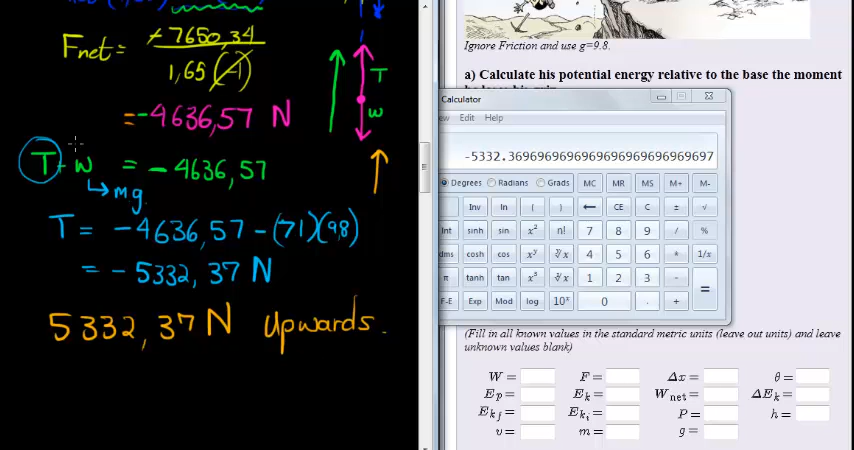 Fnet = -7650,34
1,65 (-1)
= -4636,57 N
T
w
T - w = -4636,57
mg
T = -4636,57 - (71)(9,8)
= -5332,37 N
5332,37 N Upwards.
Ignore Friction and use g=9.8.
a) Calculate his potential energy relative to the base the moment
Calculator
Edit Help
-5332.3696969696969696969696969697
Degrees Radians Grads MC MR MS M+ M-
Inv ln ( ) ← CE C ± √
Int sinh sin x² n! 7 8 9 / %
dms cosh cos xʸ ʸ√x 4 5 6 * 1/x
π tanh tan x³ ³√x 1 2 3 - =
F-E Exp Mod log 10ˣ 0 . +
(Fill in all known values in the standard metric units (leave out units) and leave
unknown values blank)
W = F = Δx = θ =
Ep = Ek = Wnet = ΔEk =
Ekf = Eki = P = h =
v = m = g =